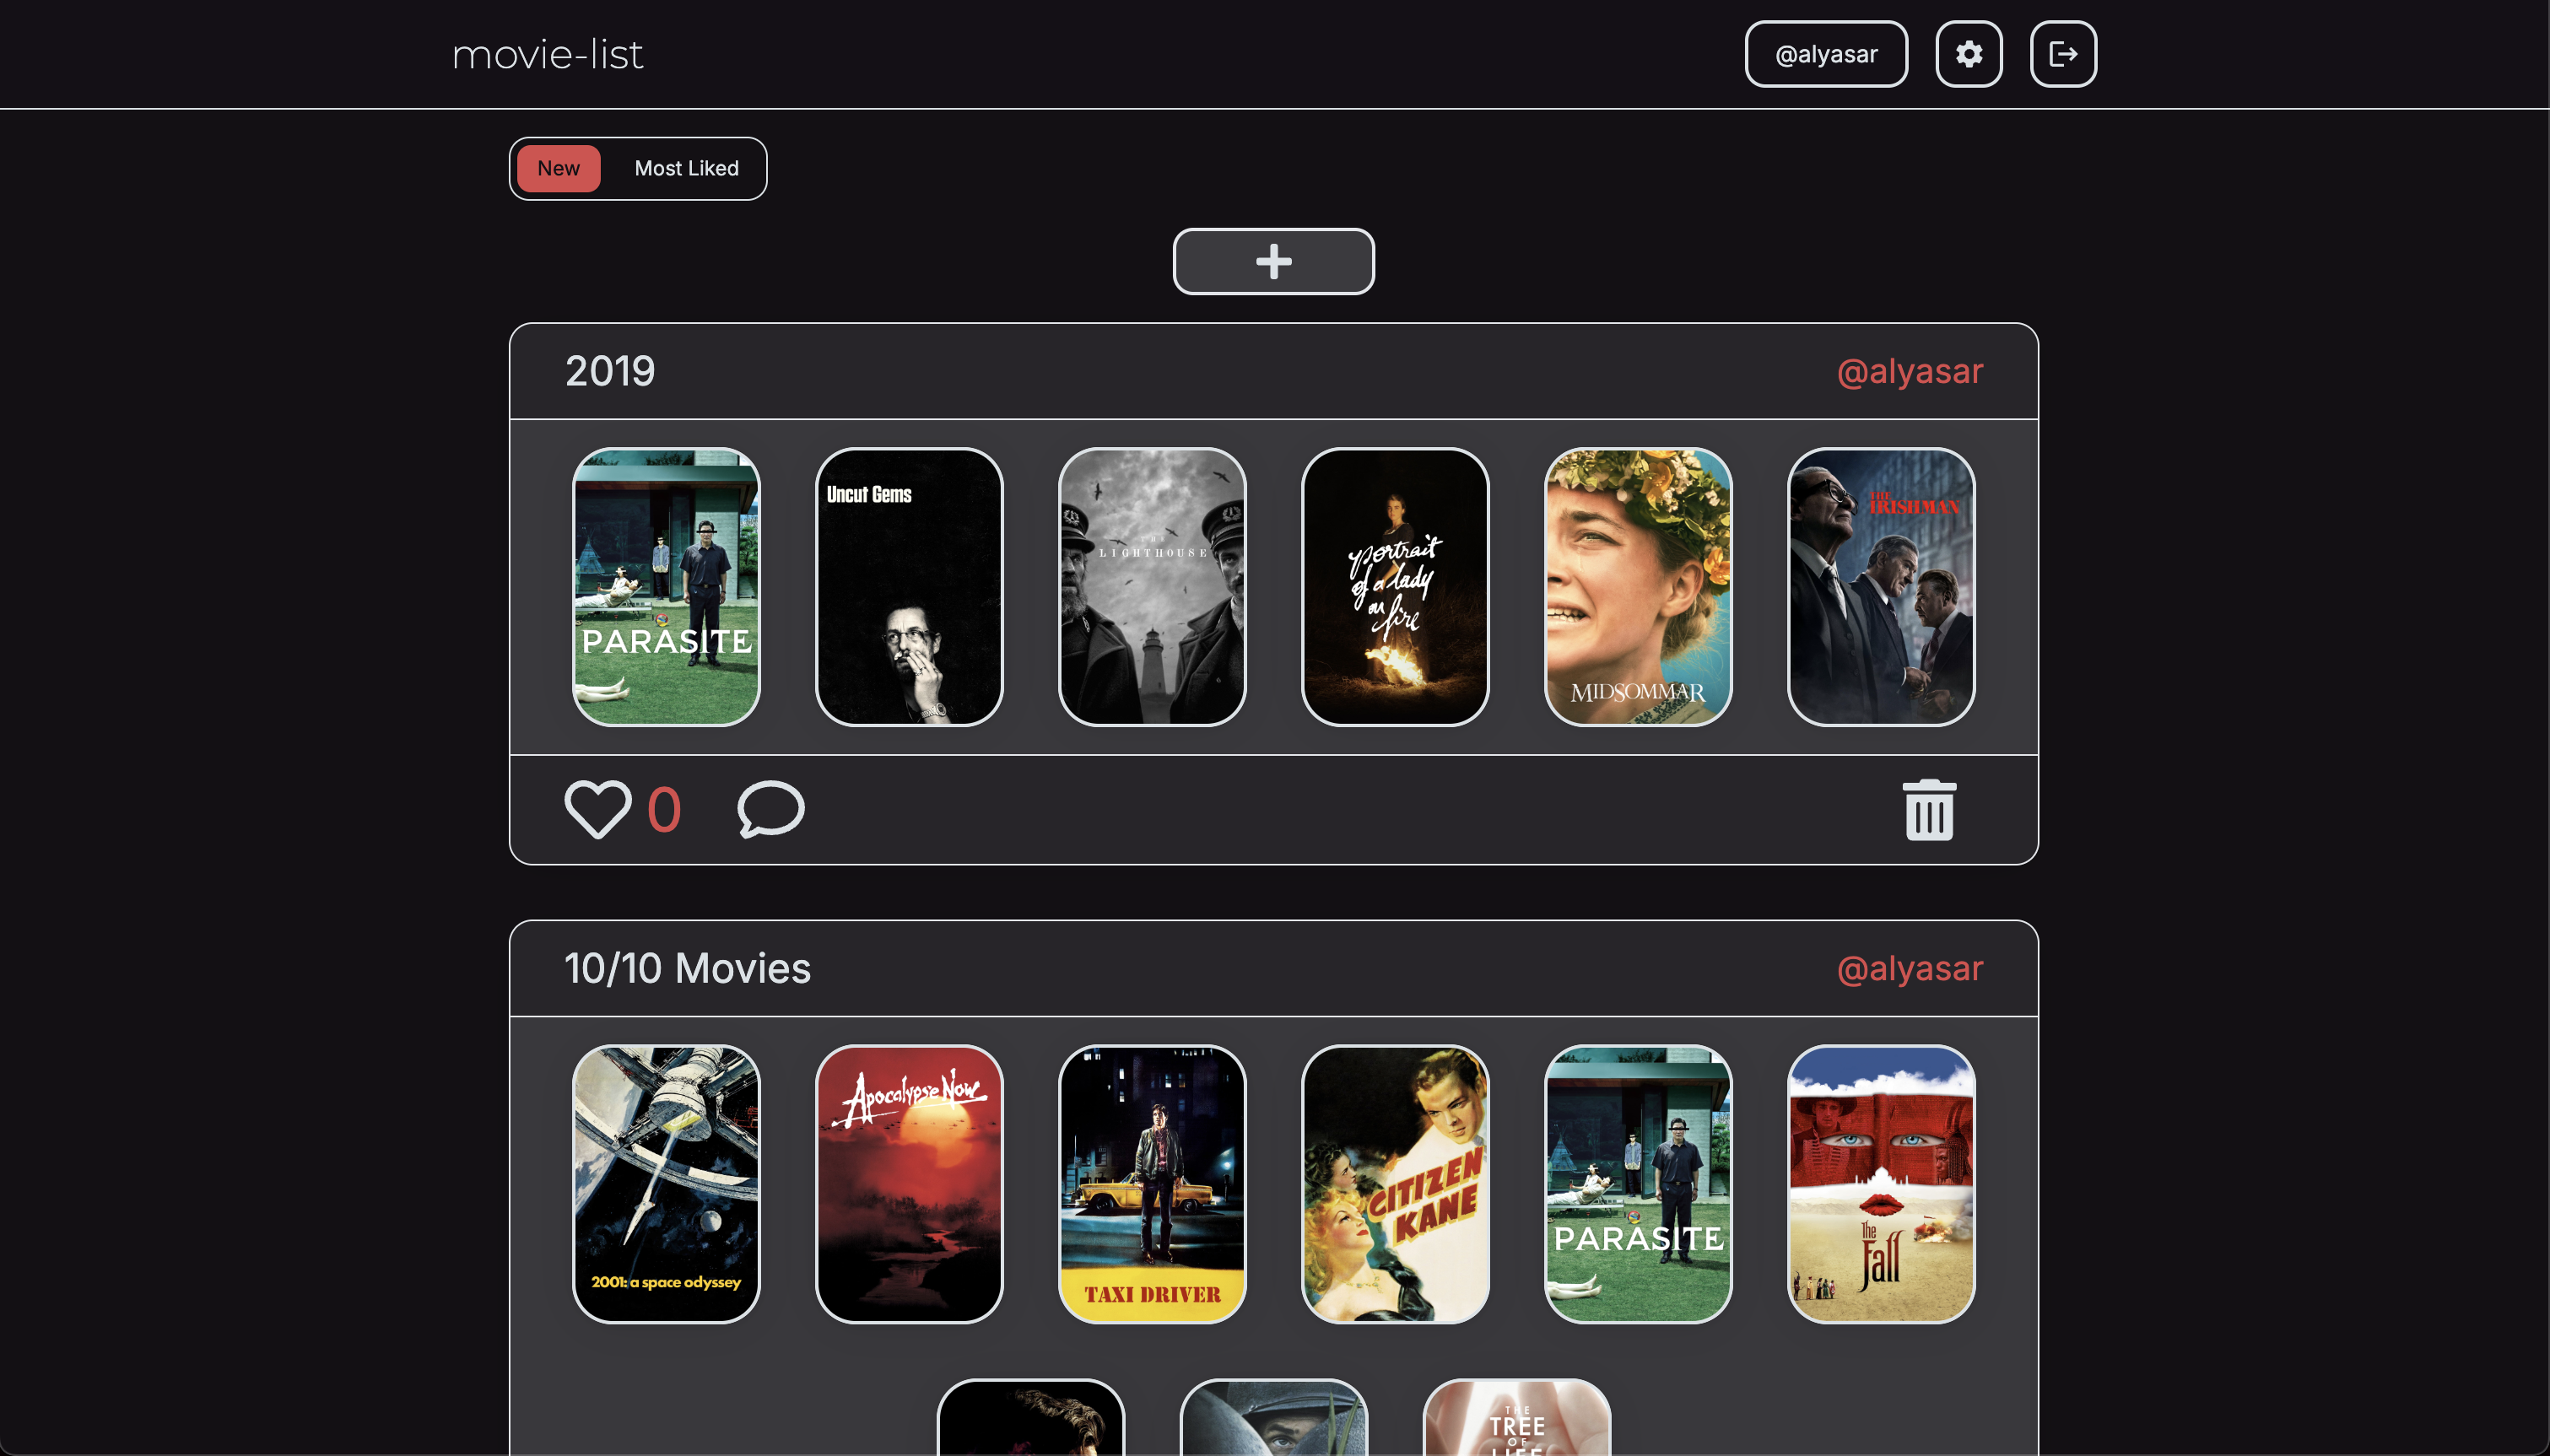 movie-list
@alyasar
New
Most Liked
2019
@alyasar
PARASITE
Uncut Gems
THE
LIGHTHOUSE
portrait
of a lady
on fire
MIDSOMMAR
THE
IRISHMAN
0
10/10 Movies
@alyasar
2001: a space odyssey
Apocalypse Now
TAXI DRIVER
CITIZEN
KANE
PARASITE
The
Fall
THE
TREE
OF
LIFE